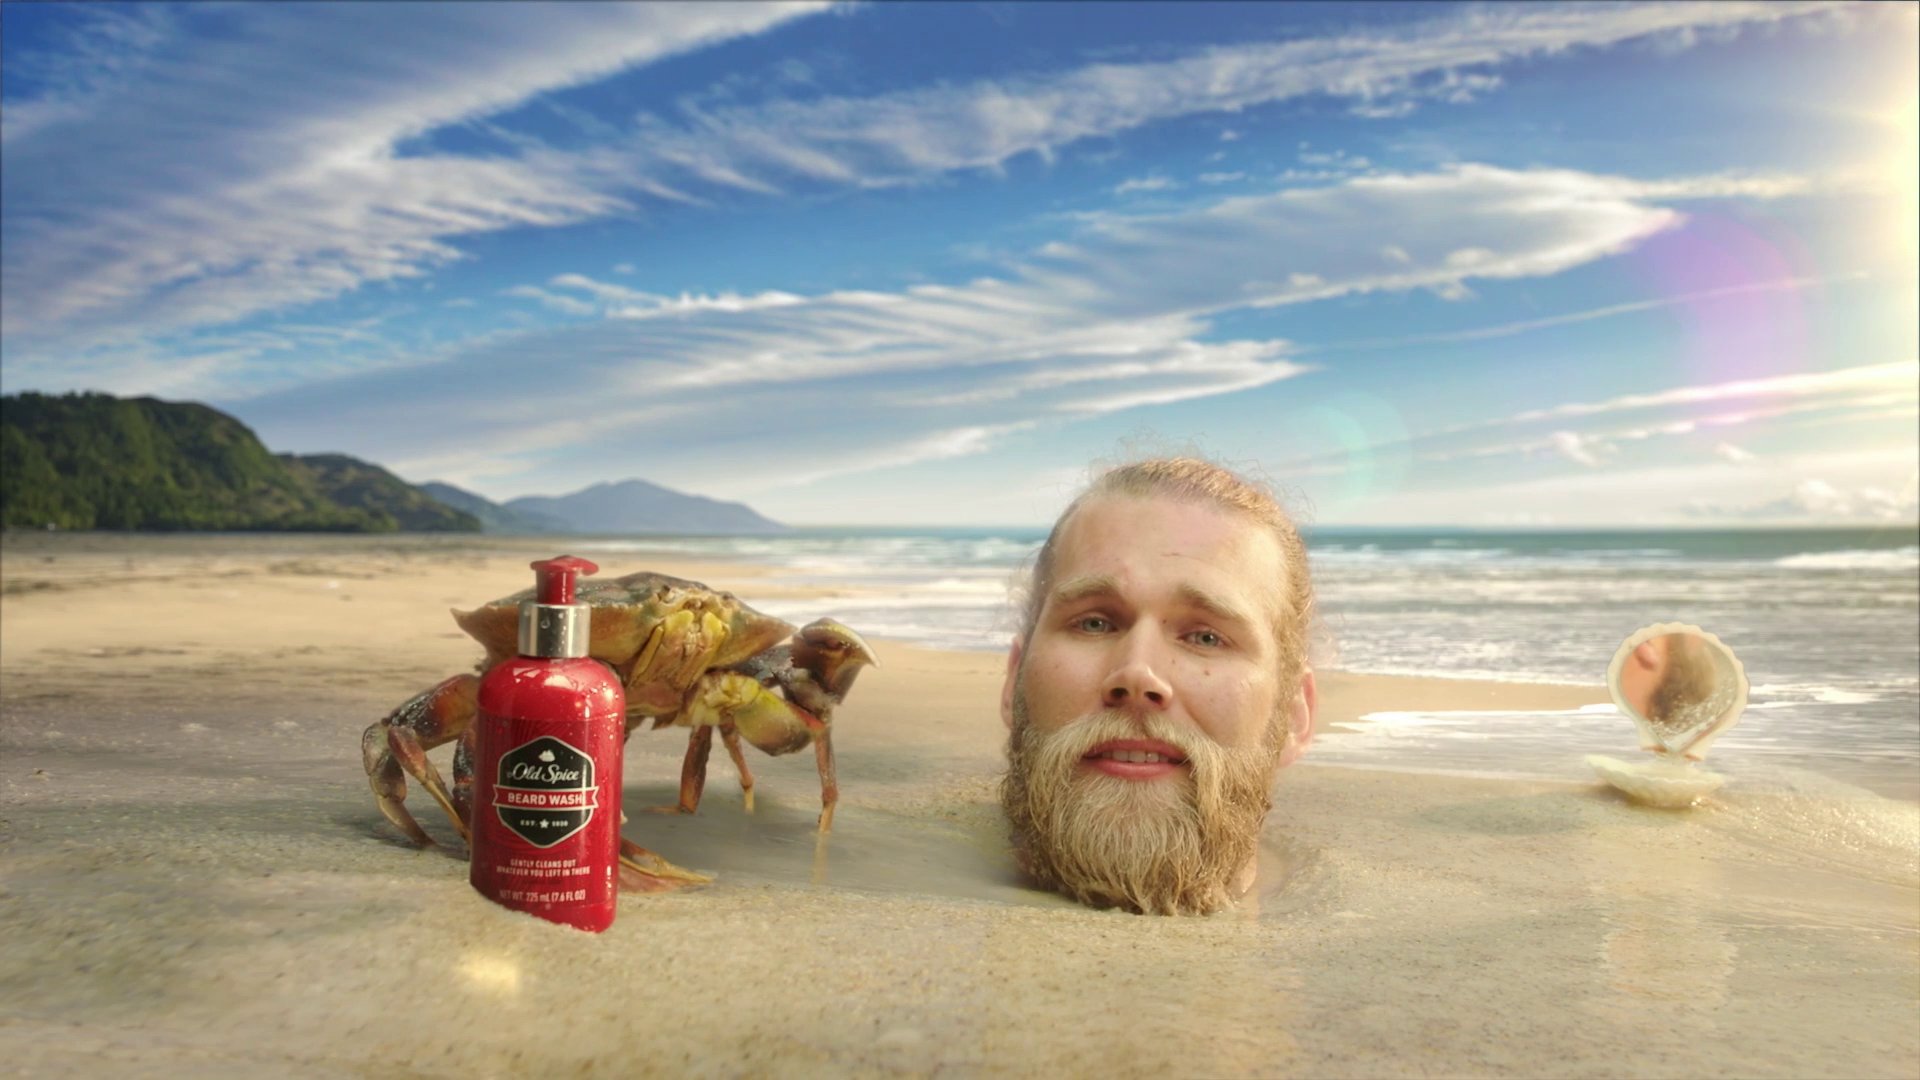 Old Spice
BEARD WASH
EST. ★ 1938
GENTLY CLEANS OUT
WHATEVER YOU LEFT IN THERE
NET WT. 225 mL (7.6 FL OZ)